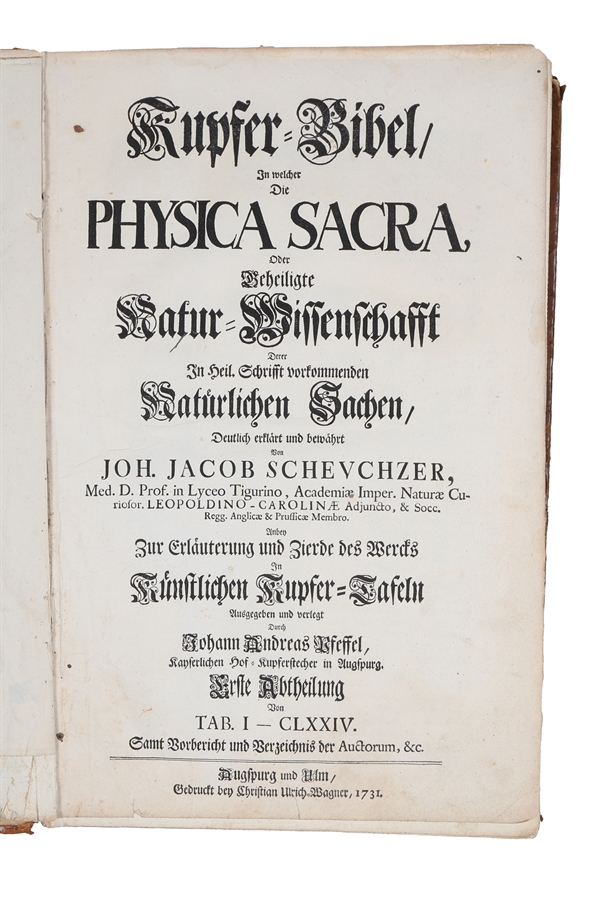 Kupfer-Bibel/
In welcher
Die
PHYSICA SACRA,
Oder
Geheiligte
Natur-Wissenschafft
Derer
In Heil. Schrifft vorkommenden
Natürlichen Sachen/
Deutlich erklärt und bewährt
Von
JOH. JACOB SCHEVCHZER,
Med. D. Prof. in Lyceo Tigurino, Academiæ Imper. Naturæ Cu-
riosor. LEOPOLDINO-CAROLINÆ Adjuncto, & Socc.
Regg. Anglicæ & Prussicæ Membro.
Anbey
Zur Erläuterung und Zierde des Wercks
In
Künstlichen Kupfer-Tafeln
Ausgegeben und verlegt
Durch
Johann Andreas Pfeffel,
Kayserlichen Hof-Kupferstecher in Augspurg.
Erste Abtheilung
Von
TAB. I — CLXXIV.
Samt Vorbericht und Verzeichnis der Auctorum, &c.
Augspurg und Ulm/
Gedruckt bey Christian Ulrich Wagner, 1731.